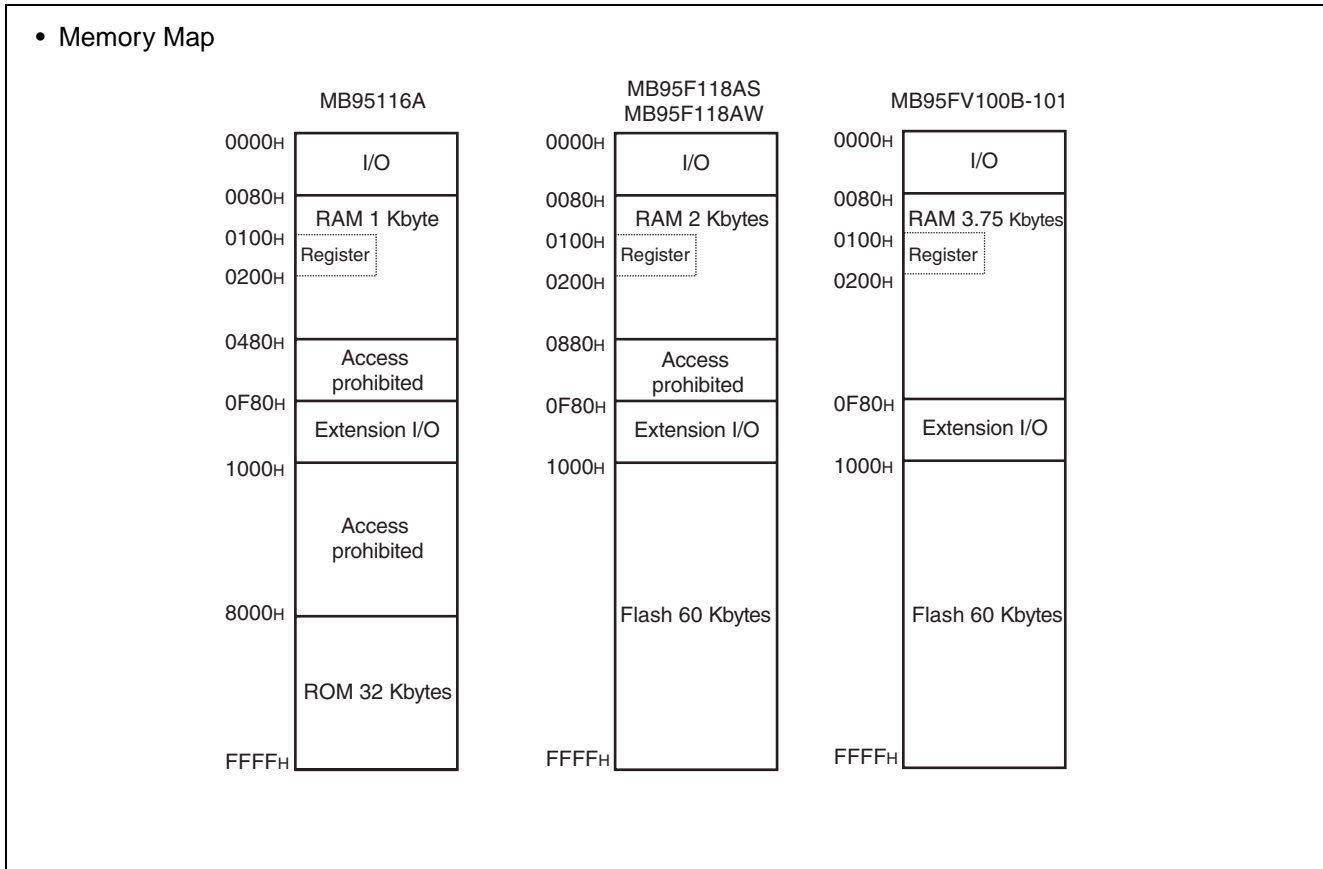 • Memory Map
MB95116A
0000H
I/O
0080H
RAM 1 Kbyte
0100H
Register
0200H
0480H
Access
prohibited
0F80H
Extension I/O
1000H
Access
prohibited
8000H
ROM 32 Kbytes
FFFFH
MB95F118AS
MB95F118AW
0000H
I/O
0080H
RAM 2 Kbytes
0100H
Register
0200H
0880H
Access
prohibited
0F80H
Extension I/O
1000H
Flash 60 Kbytes
FFFFH
MB95FV100B-101
0000H
I/O
0080H
RAM 3.75 Kbytes
0100H
Register
0200H
0F80H
Extension I/O
1000H
Flash 60 Kbytes
FFFFH